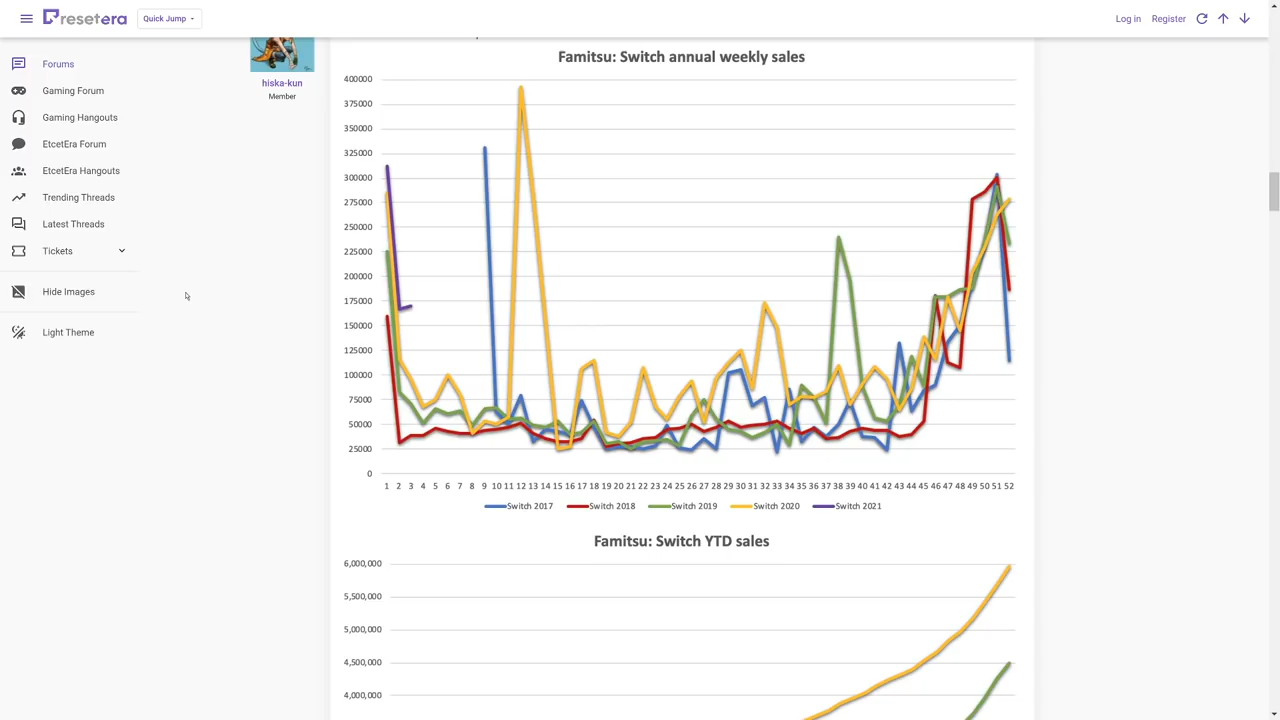 resetera
Quick Jump
Log in
Register
Forums
Gaming Forum
Gaming Hangouts
EtcetEra Forum
EtcetEra Hangouts
Trending Threads
Latest Threads
Tickets
Hide Images
Light Theme
hiska-kun
Member
Famitsu: Switch annual weekly sales
400000
375000
350000
325000
300000
275000
250000
225000
200000
175000
150000
125000
100000
75000
50000
25000
0
1 2 3 4 5 6 7 8 9 10 11 12 13 14 15 16 17 18 19 20 21 22 23 24 25 26 27 28 29 30 31 32 33 34 35 36 37 38 39 40 41 42 43 44 45 46 47 48 49 50 51 52
Switch 2017 Switch 2018 Switch 2019 Switch 2020 Switch 2021
Famitsu: Switch YTD sales
6,000,000
5,500,000
5,000,000
4,500,000
4,000,000